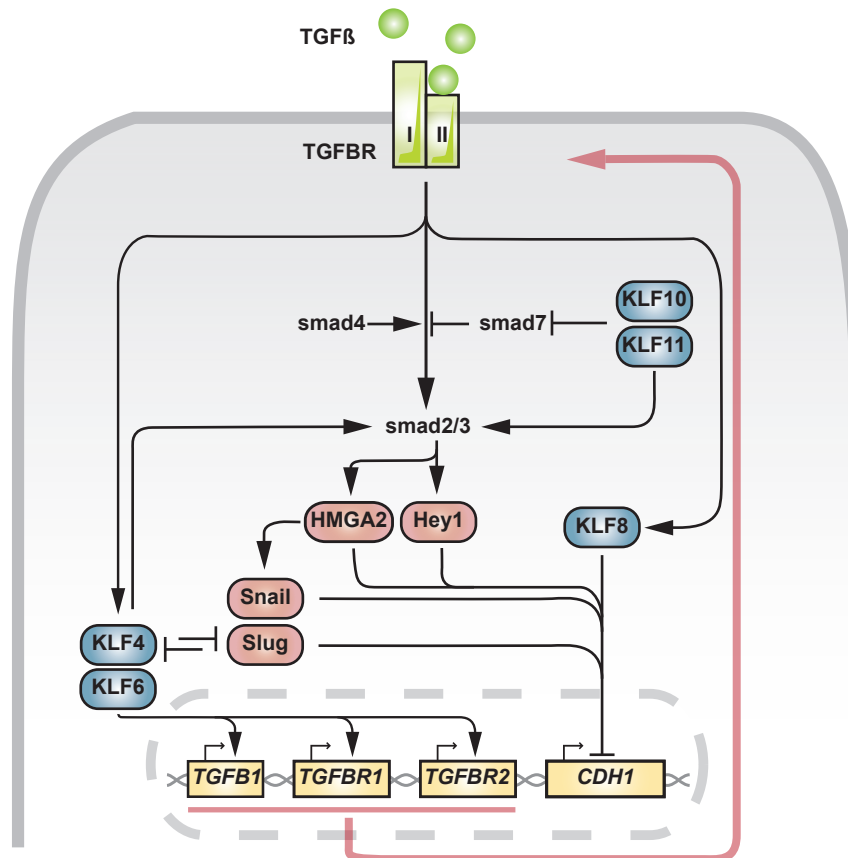 TGFß
I II
TGFBR
KLF10
smad4 smad7
KLF11
smad2/3
HMGA2 Hey1 KLF8
Snail
KLF4 Slug
KLF6
TGFB1 TGFBR1 TGFBR2 CDH1